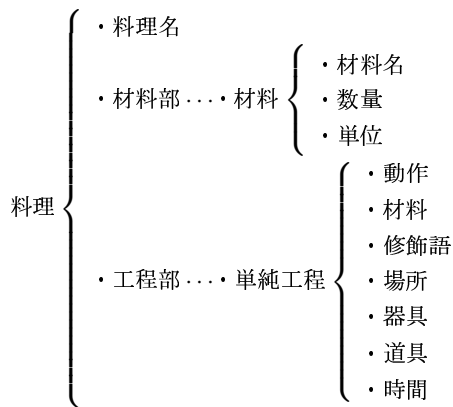 ・料理名
・材料部 ・・・ ・材料
・材料名
・数量
・単位
料理
・工程部 ・・・ ・単純工程
・動作
・材料
・修飾語
・場所
・器具
・道具
・時間